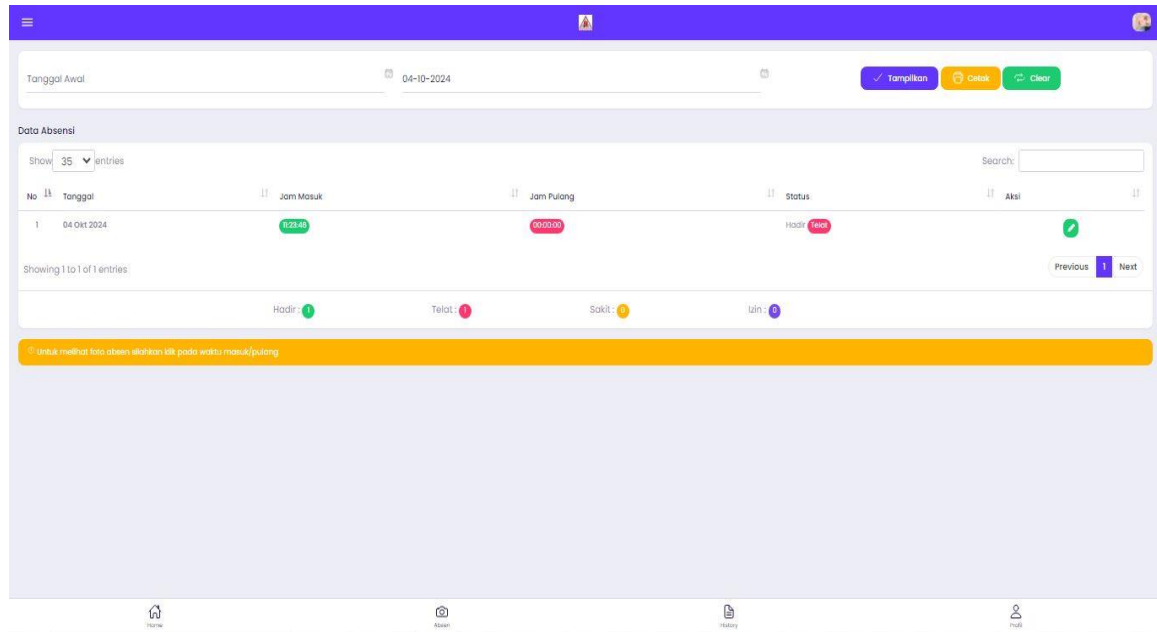 Tanggal Awal 04-10-2024 Tampilkan Cetak Clear
Data Absensi
Show 35 entries Search:
No Tanggal Jam Masuk Jam Pulang Status Aksi
1 04 Okt 2024 11:23:46 00:00:00 Hadir Telat
Showing 1 to 1 of 1 entries Previous 1 Next
Hadir : 1 Telat : 1 Sakit : 0 Izin : 0
Untuk melihat foto absen silahkan klik pada waktu masuk/pulang
Home Absen History Profil